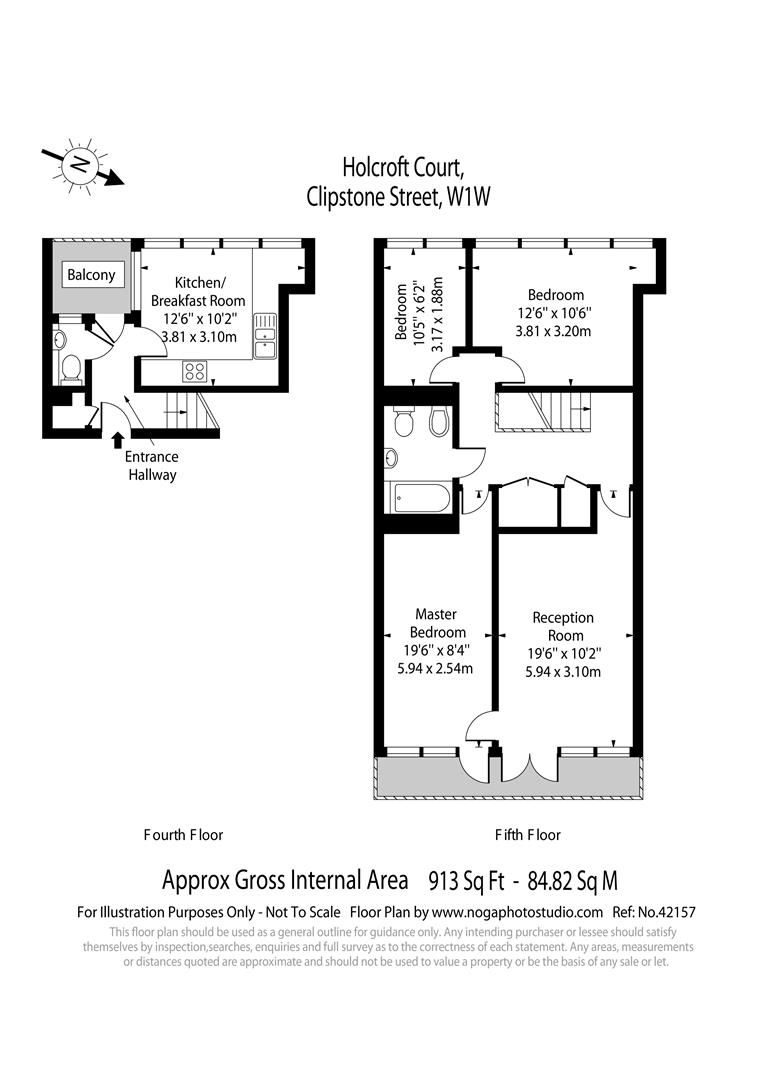 N
Holcroft Court,
Clipstone Street, W1W
Balcony
Kitchen/
Breakfast Room
12'6" x 10'2"
3.81 x 3.10m
Entrance
Hallway
Bedroom
10'5" x 6'2"
3.17 x 1.88m
Bedroom
12'6" x 10'6"
3.81 x 3.20m
Master
Bedroom
19'6" x 8'4"
5.94 x 2.54m
Reception
Room
19'6" x 10'2"
5.94 x 3.10m
Fourth Floor
Fifth Floor
Approx Gross Internal Area 913 Sq Ft - 84.82 Sq M
For Illustration Purposes Only - Not To Scale Floor Plan by www.nogaphotostudio.com Ref: No.42157
This floor plan should be used as a general outline for guidance only. Any intending purchaser or lessee should satisfy
themselves by inspection,searches, enquiries and full survey as to the correctness of each statement. Any areas, measurements
or distances quoted are approximate and should not be used to value a property or be the basis of any sale or let.